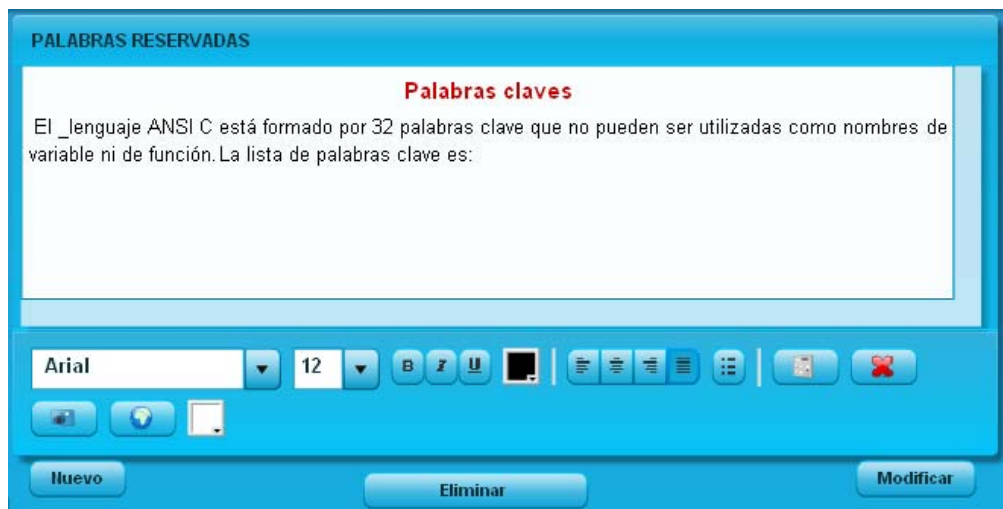 PALABRAS RESERVADAS
Palabras claves
El _lenguaje ANSI C está formado por 32 palabras clave que no pueden ser utilizadas como nombres de
variable ni de función. La lista de palabras clave es:
Arial 12 B I U
Nuevo Eliminar Modificar